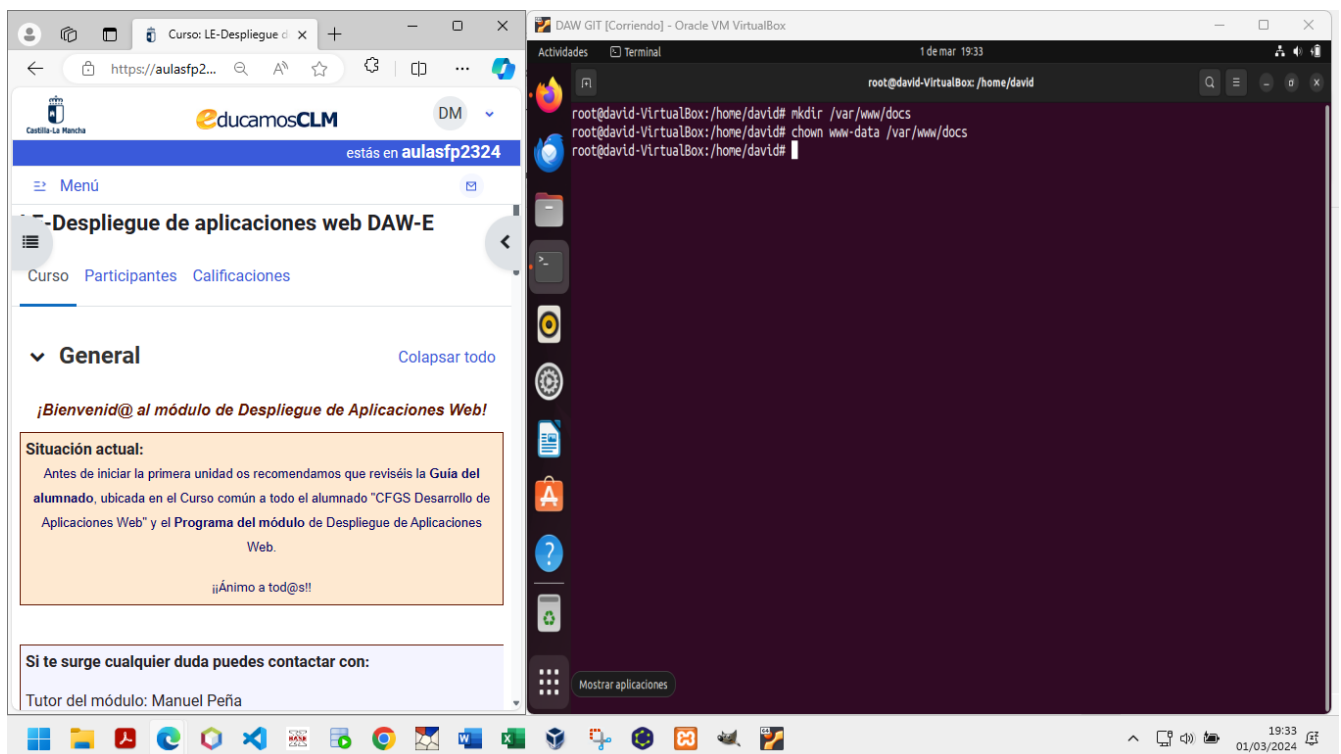 Curso: LE-Despliegue d
https://aulasfp2...
Castilla-La Mancha
educamosCLM
DM
estás en aulasfp2324
Menú
-Despliegue de aplicaciones web DAW-E
Curso Participantes Calificaciones
General
Colapsar todo
¡Bienvenid@ al módulo de Despliegue de Aplicaciones Web!
Situación actual:
Antes de iniciar la primera unidad os recomendamos que reviséis la Guía del
alumnado, ubicada en el Curso común a todo el alumnado "CFGS Desarrollo de
Aplicaciones Web" y el Programa del módulo de Despliegue de Aplicaciones
Web.
¡¡Ánimo a tod@s!!
Si te surge cualquier duda puedes contactar con:
Tutor del módulo: Manuel Peña
DAW GIT [Corriendo] - Oracle VM VirtualBox
Actividades Terminal 1 de mar 19:33
root@david-VirtualBox: /home/david
root@david-VirtualBox:/home/david# mkdir /var/www/docs
root@david-VirtualBox:/home/david# chown www-data /var/www/docs
root@david-VirtualBox:/home/david#
Mostrar aplicaciones
19:33
01/03/2024